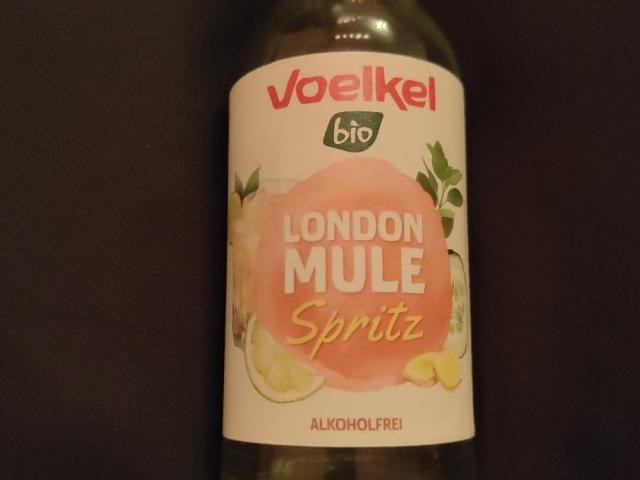 Voelkel
bio
LONDON
MULE
Spritz
ALKOHOLFREI